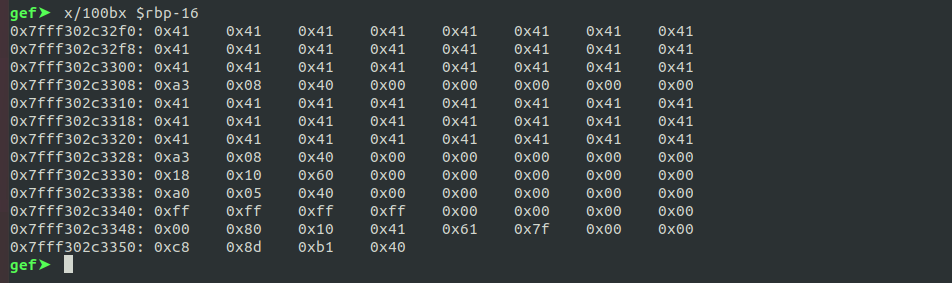 gef➤ x/100bx $rbp-16
0x7fff302c32f0: 0x41 0x41 0x41 0x41 0x41 0x41 0x41 0x41
0x7fff302c32f8: 0x41 0x41 0x41 0x41 0x41 0x41 0x41 0x41
0x7fff302c3300: 0x41 0x41 0x41 0x41 0x41 0x41 0x41 0x41
0x7fff302c3308: 0xa3 0x08 0x40 0x00 0x00 0x00 0x00 0x00
0x7fff302c3310: 0x41 0x41 0x41 0x41 0x41 0x41 0x41 0x41
0x7fff302c3318: 0x41 0x41 0x41 0x41 0x41 0x41 0x41 0x41
0x7fff302c3320: 0x41 0x41 0x41 0x41 0x41 0x41 0x41 0x41
0x7fff302c3328: 0xa3 0x08 0x40 0x00 0x00 0x00 0x00 0x00
0x7fff302c3330: 0x18 0x10 0x60 0x00 0x00 0x00 0x00 0x00
0x7fff302c3338: 0xa0 0x05 0x40 0x00 0x00 0x00 0x00 0x00
0x7fff302c3340: 0xff 0xff 0xff 0xff 0x00 0x00 0x00 0x00
0x7fff302c3348: 0x00 0x80 0x10 0x41 0x61 0x7f 0x00 0x00
0x7fff302c3350: 0xc8 0x8d 0xb1 0x40
gef➤